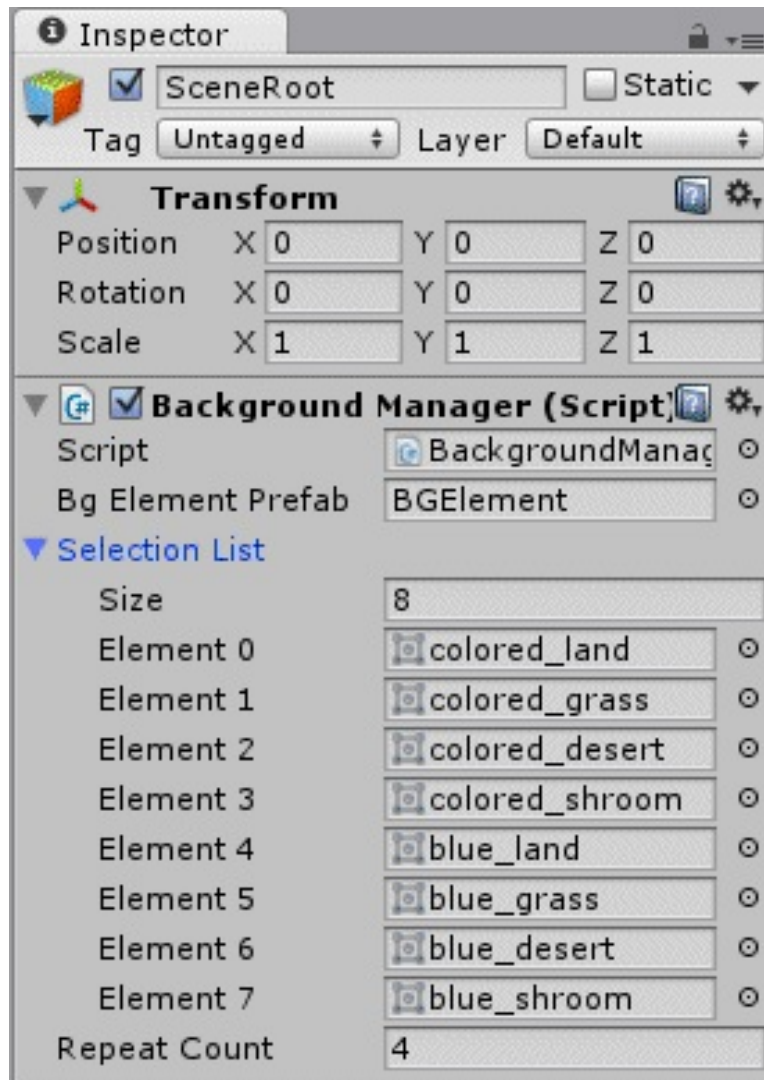 Inspector
SceneRoot Static
Tag Untagged Layer Default
Transform
Position X 0 Y 0 Z 0
Rotation X 0 Y 0 Z 0
Scale X 1 Y 1 Z 1
Background Manager (Script)
Script BackgroundManag
Bg Element Prefab BGElement
Selection List
Size 8
Element 0 colored_land
Element 1 colored_grass
Element 2 colored_desert
Element 3 colored_shroom
Element 4 blue_land
Element 5 blue_grass
Element 6 blue_desert
Element 7 blue_shroom
Repeat Count 4